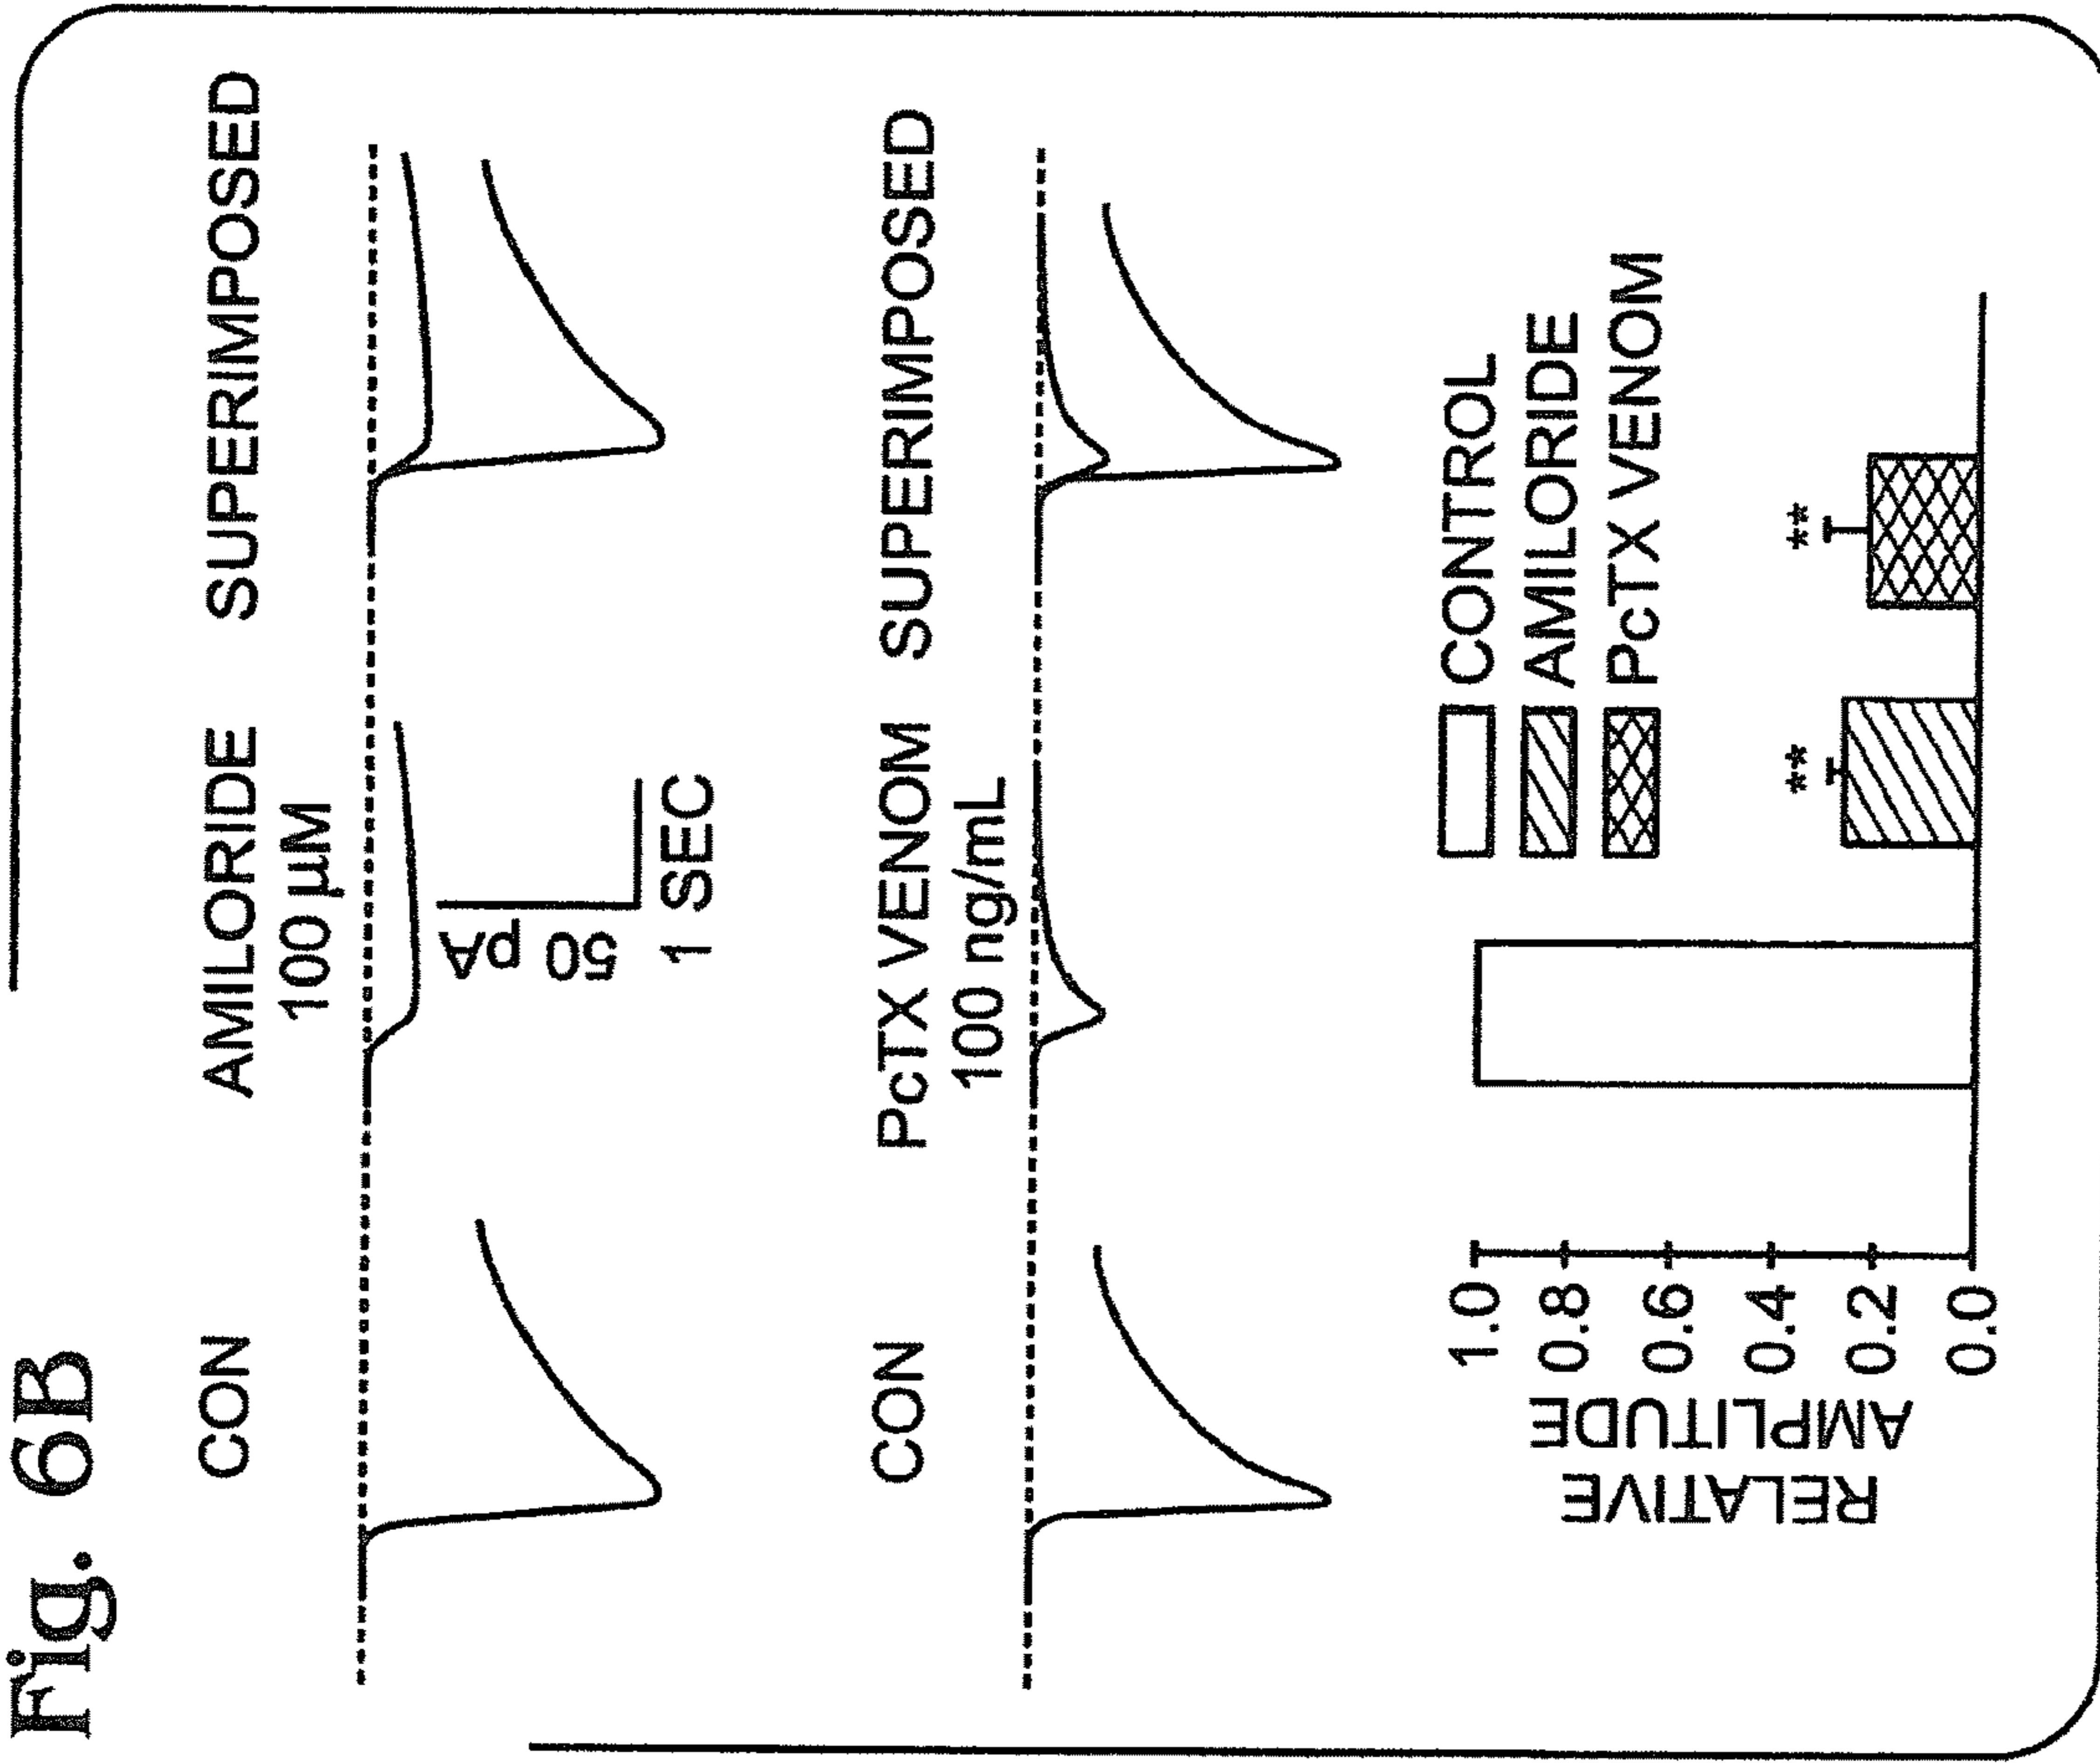 Fig. 6B
CON
AMILORIDE
100 µM
SUPERIMPOSED
50 pA
1 SEC
CON
PcTX VENOM
100 ng/mL
SUPERIMPOSED
RELATIVE
AMPLITUDE
1.0
0.8
0.6
0.4
0.2
0.0
CONTROL
AMILORIDE
PcTX VENOM
**
**